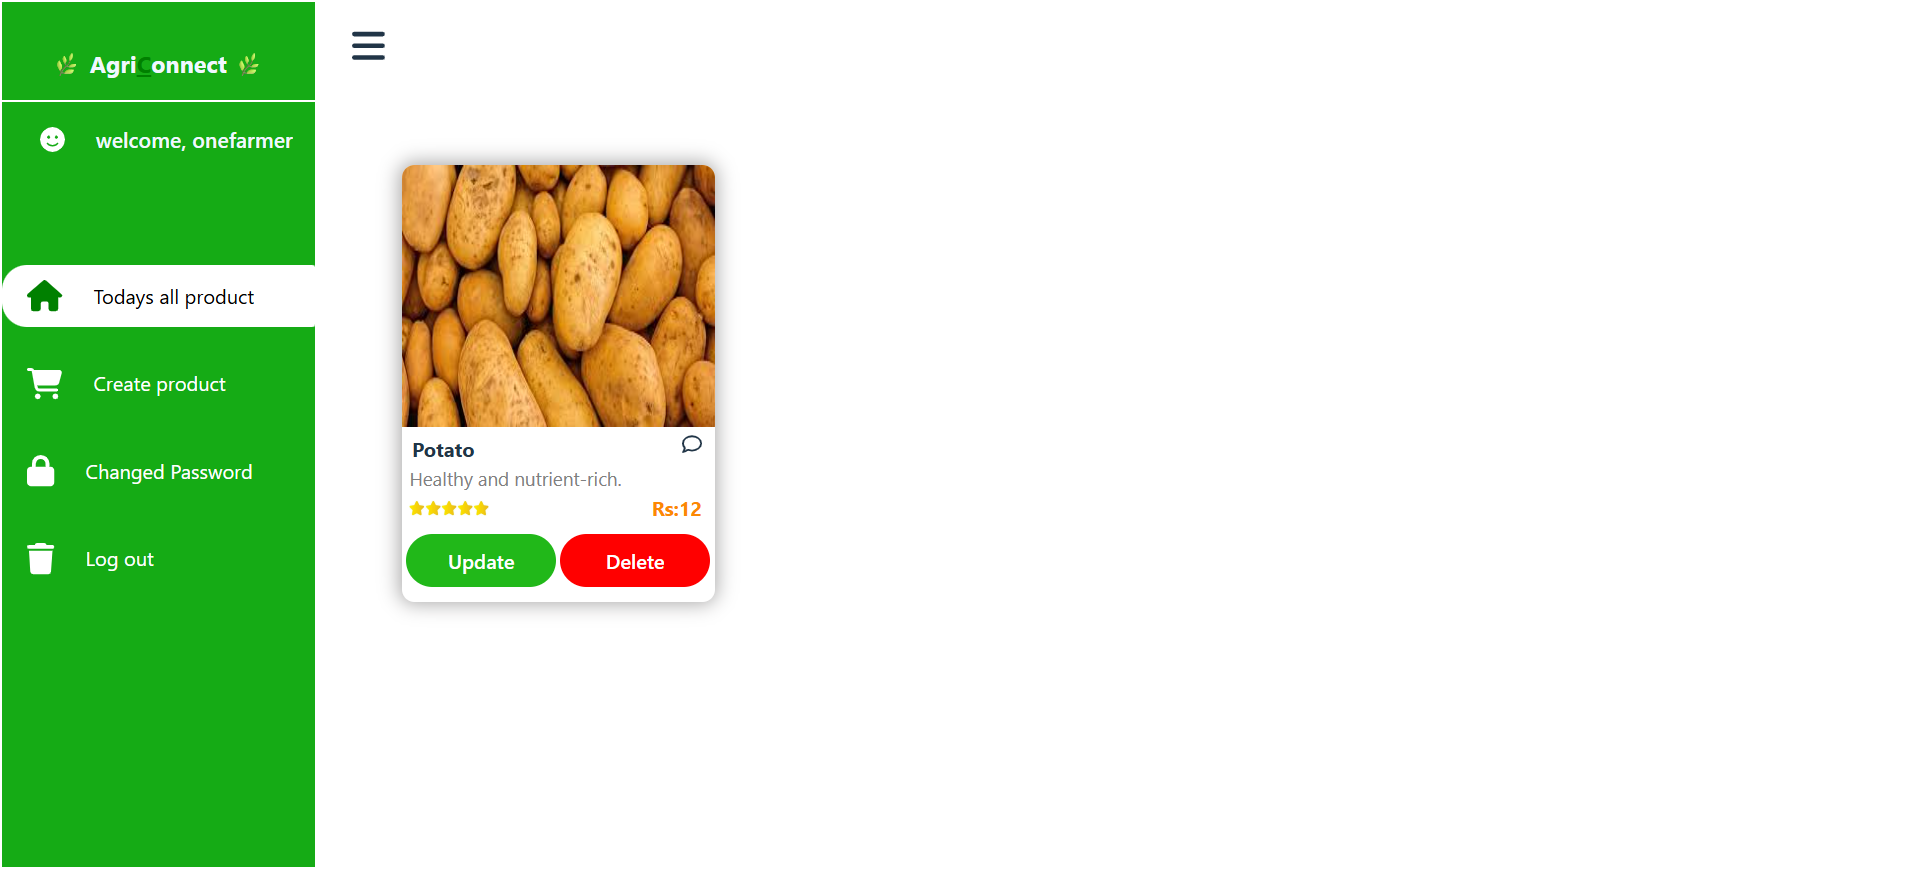 AgriConnect
welcome, onefarmer
Todays all product
Create product
Changed Password
Log out
Potato
Healthy and nutrient-rich.
Rs:12
Update Delete